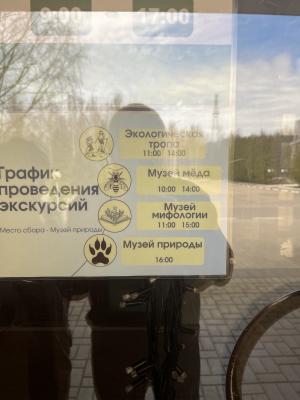 9:00 17:00
Экологическая
тропа
11:00 14:00
Музей мёда
10:00 14:00
График
проведения
экскурсий
Музей
мифологии
11:00 15:00
Место сбора - Музей природы
Музей природы
16:00